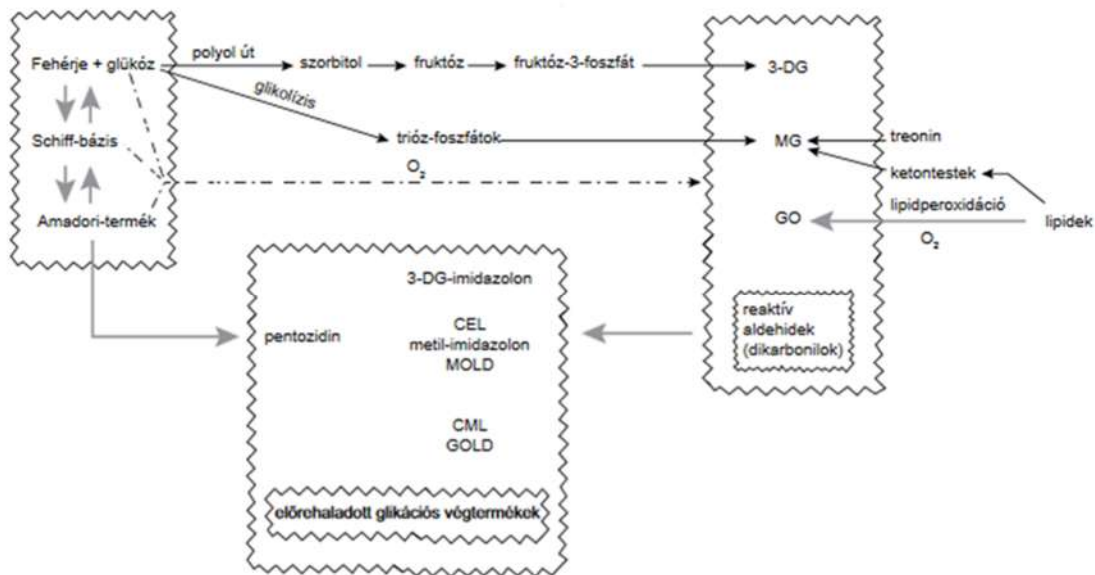 Fehérje + glükóz
polyol út
szorbitol
fruktóz
fruktóz-3-foszfát
3-DG
glikolízis
Schiff-bázis
trióz-foszfátok
MG
treonin
O₂
ketontestek
Amadori-termék
GO
lipidperoxidáció
O₂
lipidek
3-DG-imidazolon
reaktív
aldehidek
(dikarbonilok)
pentozidin
CEL
metil-imidazolon
MOLD
CML
GOLD
előrehaladott glikációs végtermékek